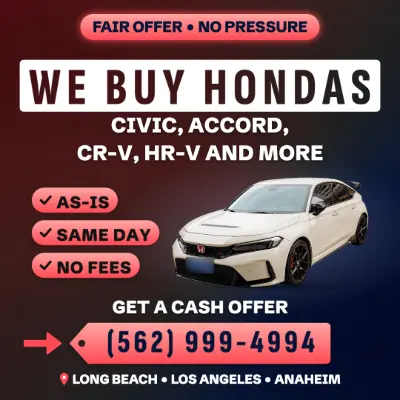 FAIR OFFER • NO PRESSURE
WE BUY HONDAS
CIVIC, ACCORD,
CR-V, HR-V AND MORE
AS-IS
SAME DAY
NO FEES
GET A CASH OFFER
(562) 999-4994
LONG BEACH • LOS ANGELES • ANAHEIM